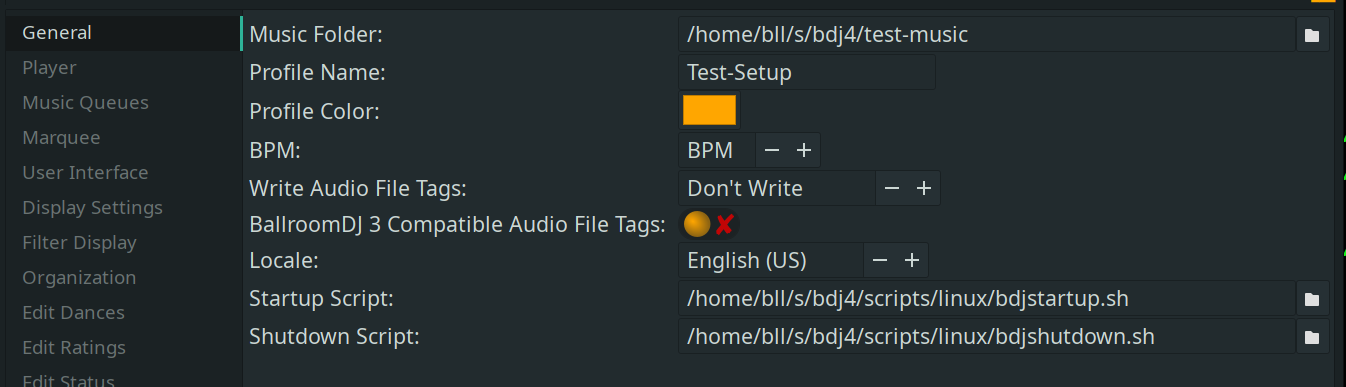 General
Player
Music Queues
Marquee
User Interface
Display Settings
Filter Display
Organization
Edit Dances
Edit Ratings
Edit Status
Music Folder: /home/bll/s/bdj4/test-music
Profile Name: Test-Setup
Profile Color:
BPM: BPM − +
Write Audio File Tags: Don't Write − +
BallroomDJ 3 Compatible Audio File Tags:
Locale: English (US) − +
Startup Script: /home/bll/s/bdj4/scripts/linux/bdjstartup.sh
Shutdown Script: /home/bll/s/bdj4/scripts/linux/bdjshutdown.sh